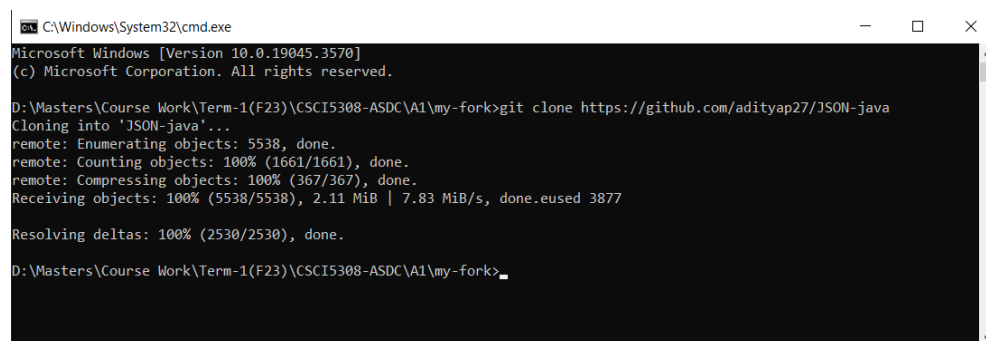 C:\Windows\System32\cmd.exe
Microsoft Windows [Version 10.0.19045.3570]
(c) Microsoft Corporation. All rights reserved.
D:\Masters\Course Work\Term-1(F23)\CSCI5308-ASDC\A1\my-fork>git clone https://github.com/adityap27/JSON-java
Cloning into 'JSON-java'...
remote: Enumerating objects: 5538, done.
remote: Counting objects: 100% (1661/1661), done.
remote: Compressing objects: 100% (367/367), done.
Receiving objects: 100% (5538/5538), 2.11 MiB | 7.83 MiB/s, done.eused 3877
Resolving deltas: 100% (2530/2530), done.
D:\Masters\Course Work\Term-1(F23)\CSCI5308-ASDC\A1\my-fork>